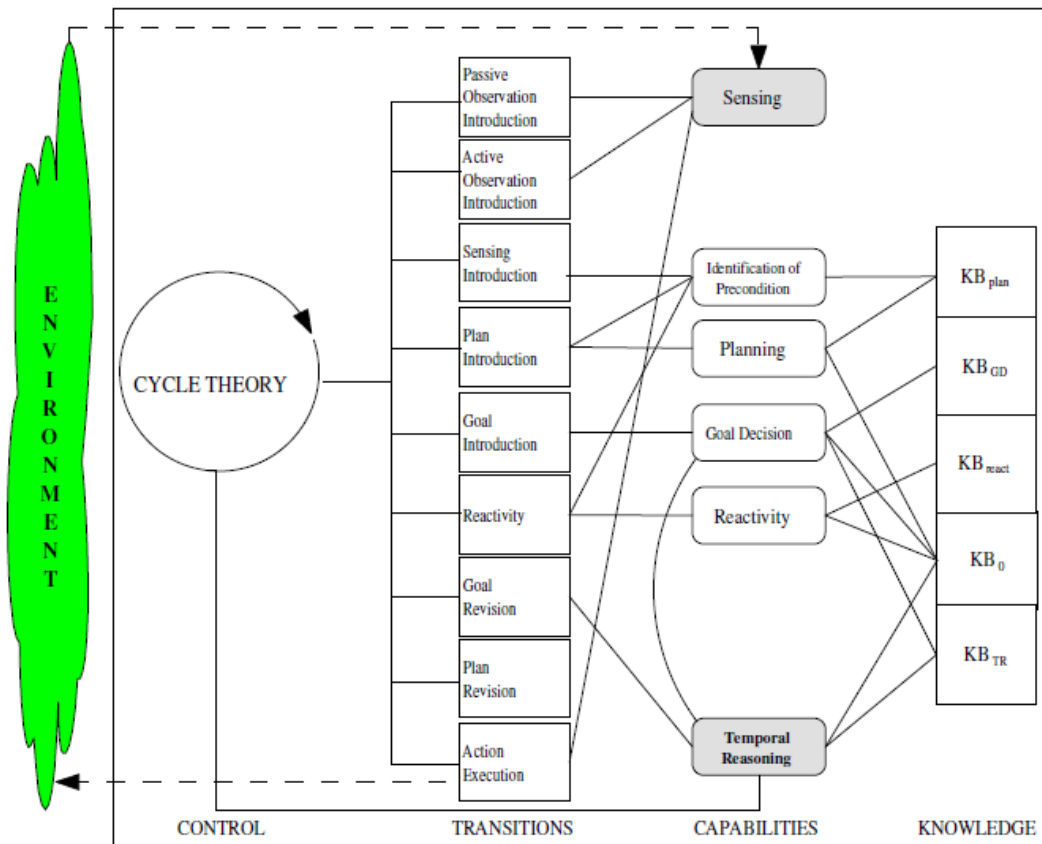 ENVIRONMENT
CYCLE THEORY
Passive
Observation
Introduction
Active
Observation
Introduction
Sensing
Introduction
Plan
Introduction
Goal
Introduction
Reactivity
Goal
Revision
Plan
Revision
Action
Execution
Sensing
Identification of
Precondition
Planning
Goal Decision
Reactivity
Temporal
Reasoning
KB plan
KB GD
KB react
KB 0
KB TR
CONTROL
TRANSITIONS
CAPABILITIES
KNOWLEDGE